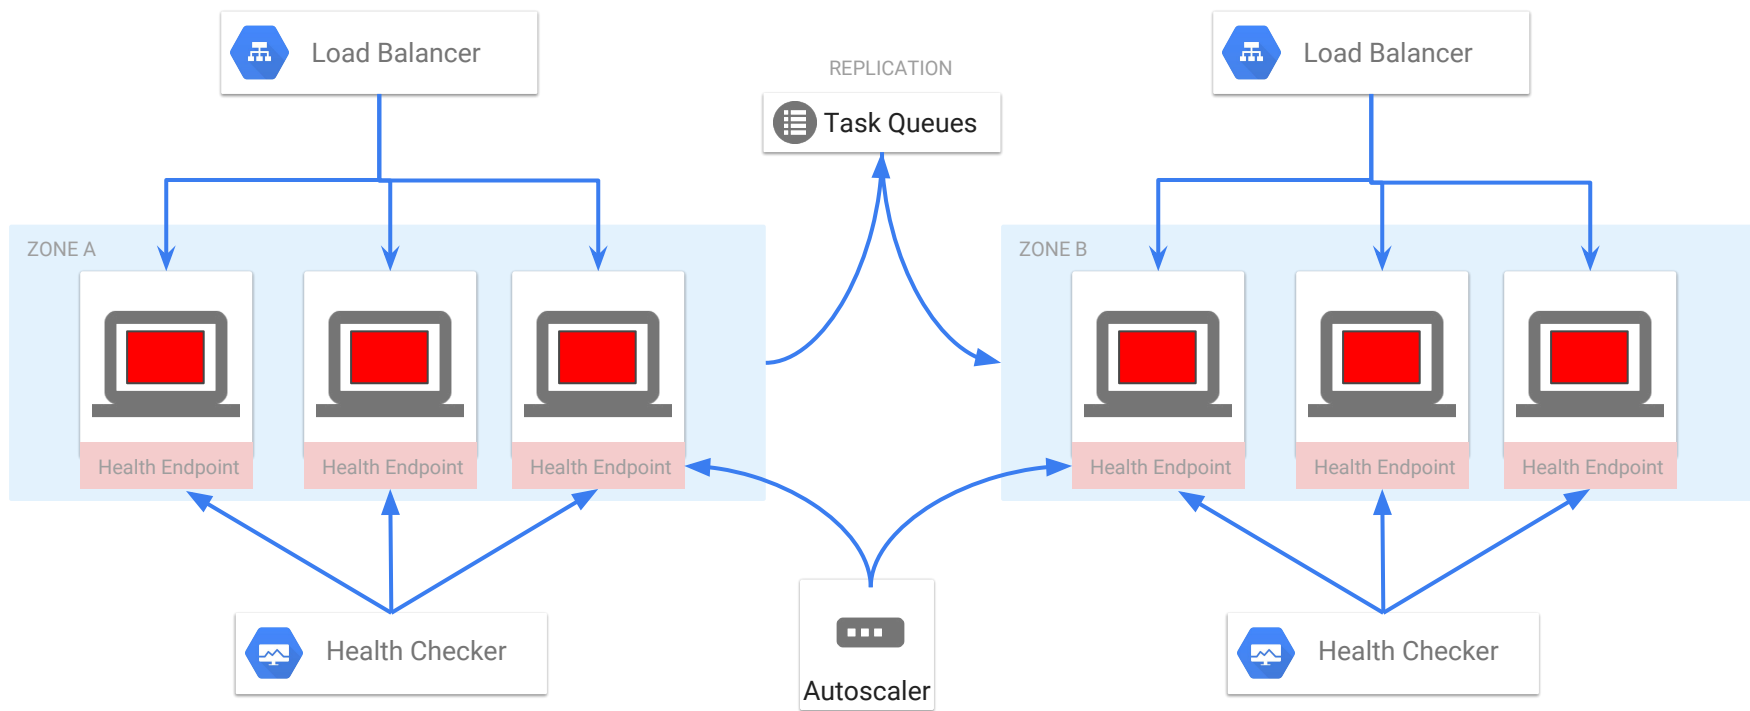 Load Balancer
REPLICATION
Task Queues
Load Balancer
ZONE A
ZONE B
Health Endpoint
Health Endpoint
Health Endpoint
Health Endpoint
Health Endpoint
Health Endpoint
Health Checker
Autoscaler
Health Checker